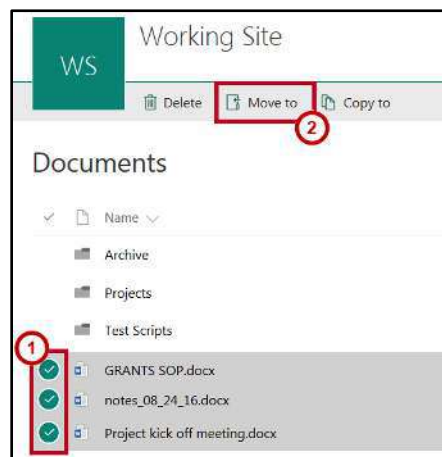 Working Site
WS
Delete Move to Copy to
2
Documents
Name
Archive
Projects
Test Scripts
1
GRANTS SOP.docx
notes_08_24_16.docx
Project kick off meeting.docx